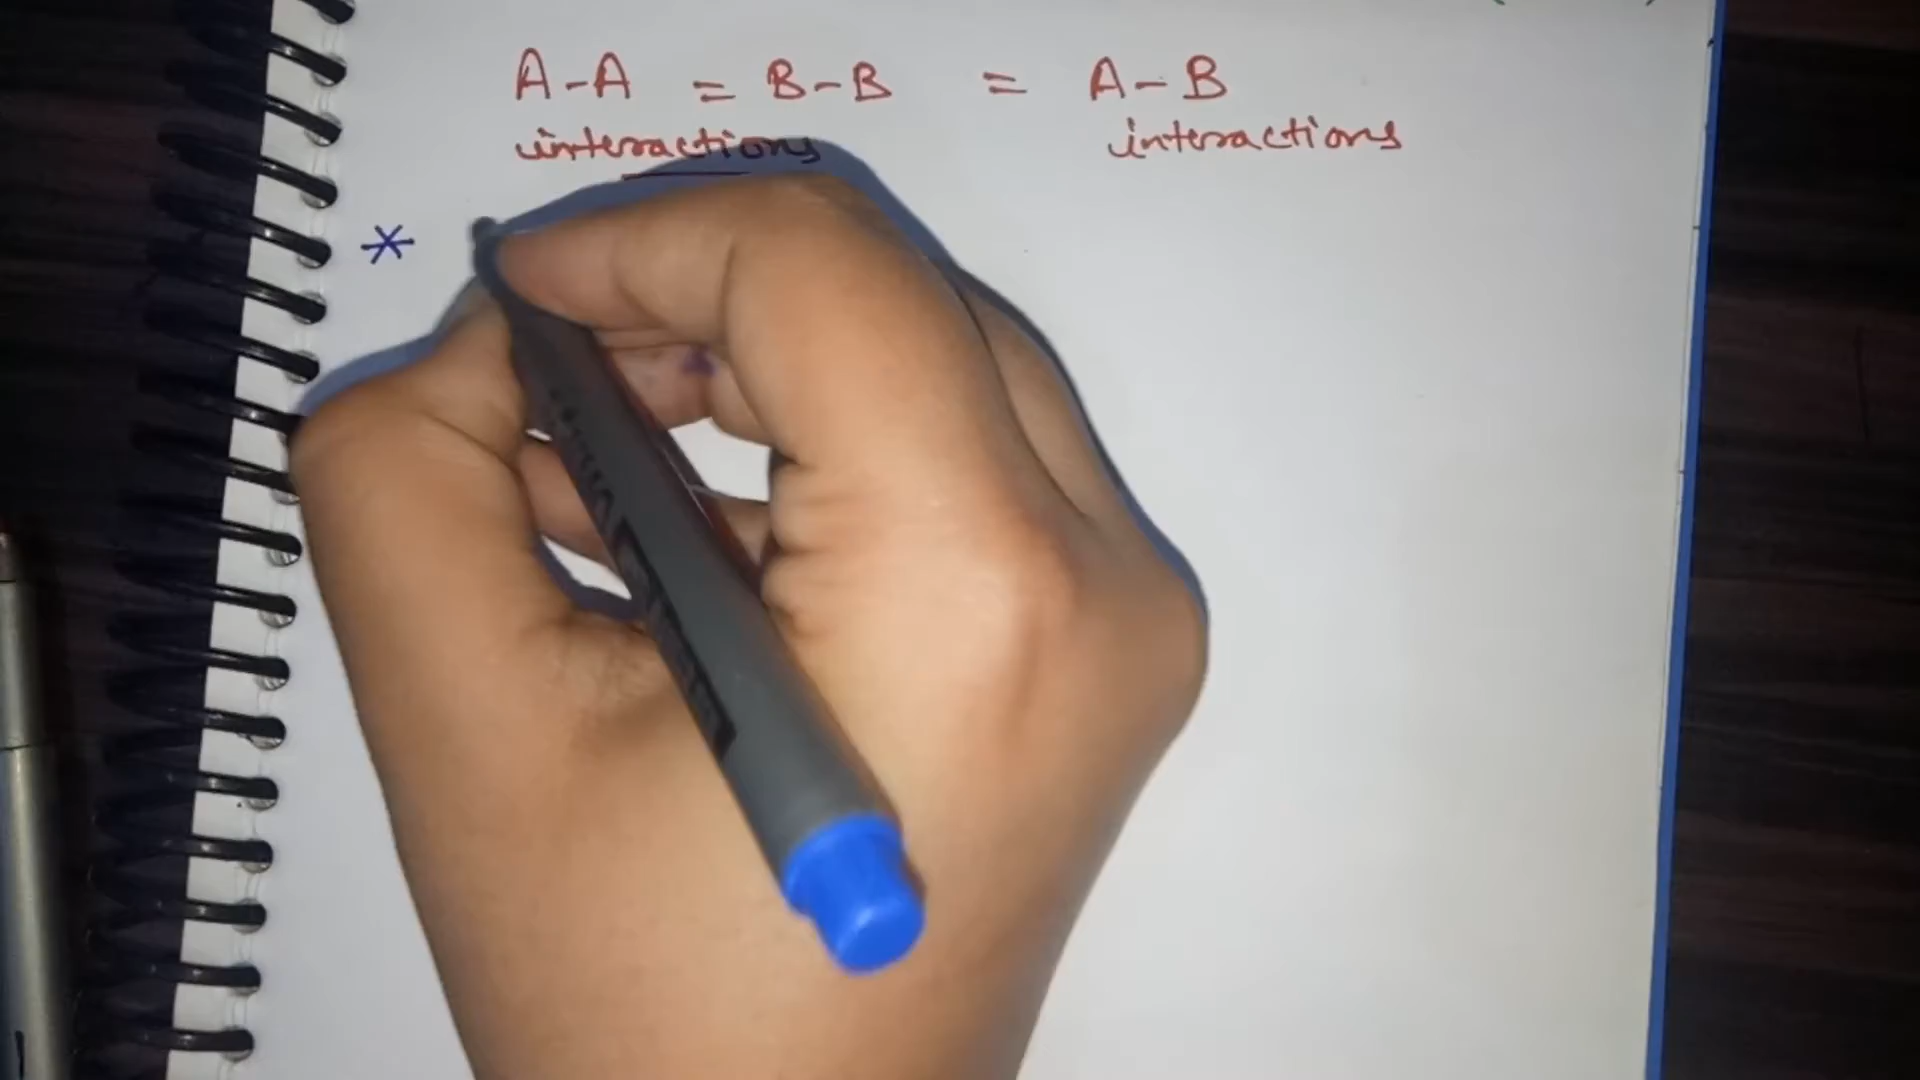 A-A = B-B = A-B
interactions interactions
*